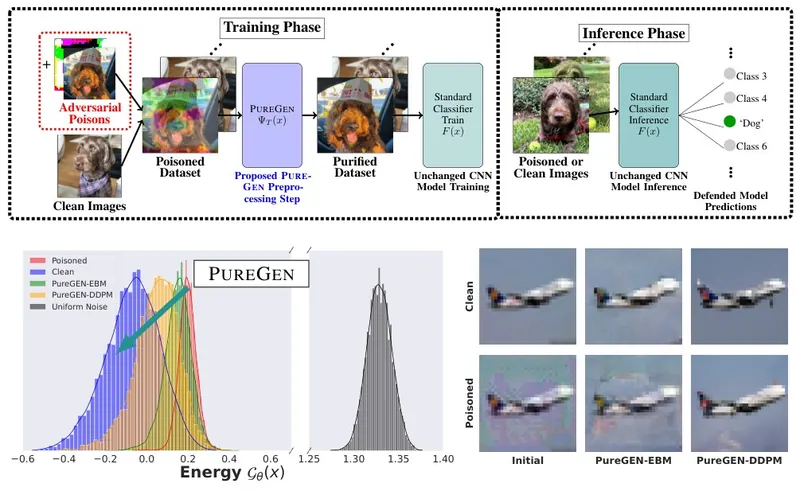 Training Phase
+
Adversarial
Poisons
Clean Images
Poisoned
Dataset
PUREGEN
Ψ_T(x)
Proposed PURE-
GEN Prepro-
cessing Step
Purified
Dataset
Standard
Classifier
Train
F(x)
Unchanged CNN
Model Training
Inference Phase
Poisoned or
Clean Images
Standard
Classifier
Inference
F(x)
Unchanged CNN
Model Inference
Class 3
Class 4
‘Dog’
Class 6
Defended Model
Predictions
Poisoned
Clean
PureGEN-EBM
PureGEN-DDPM
Uniform Noise
PUREGEN
−0.6 −0.4 −0.2 0.0 0.2 0.4 0.6 1.25 1.30 1.35 1.40
Energy 𝒢_θ(x)
Clean
Poisoned
Initial PureGEN-EBM PureGEN-DDPM